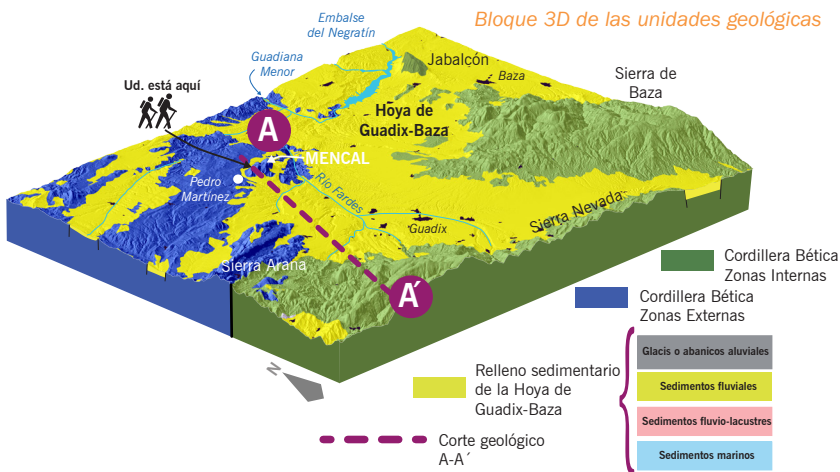 Bloque 3D de las unidades geológicas
Embalse
del Negratín
Guadiana
Menor
Jabalcón
Baza
Sierra de
Baza
Ud. está aquí
Hoya de
Guadix-Baza
A
MENCAL
Pedro
Martínez
Rio Fardes
Guadix
Sierra Nevada
Sierra Arana
A´
Cordillera Bética
Zonas Internas
Cordillera Bética
Zonas Externas
N
Relleno sedimentario
de la Hoya de
Guadix-Baza
Glacis o abanicos aluviales
Sedimentos fluviales
Sedimentos fluvio-lacustres
Sedimentos marinos
Corte geológico
A-A´